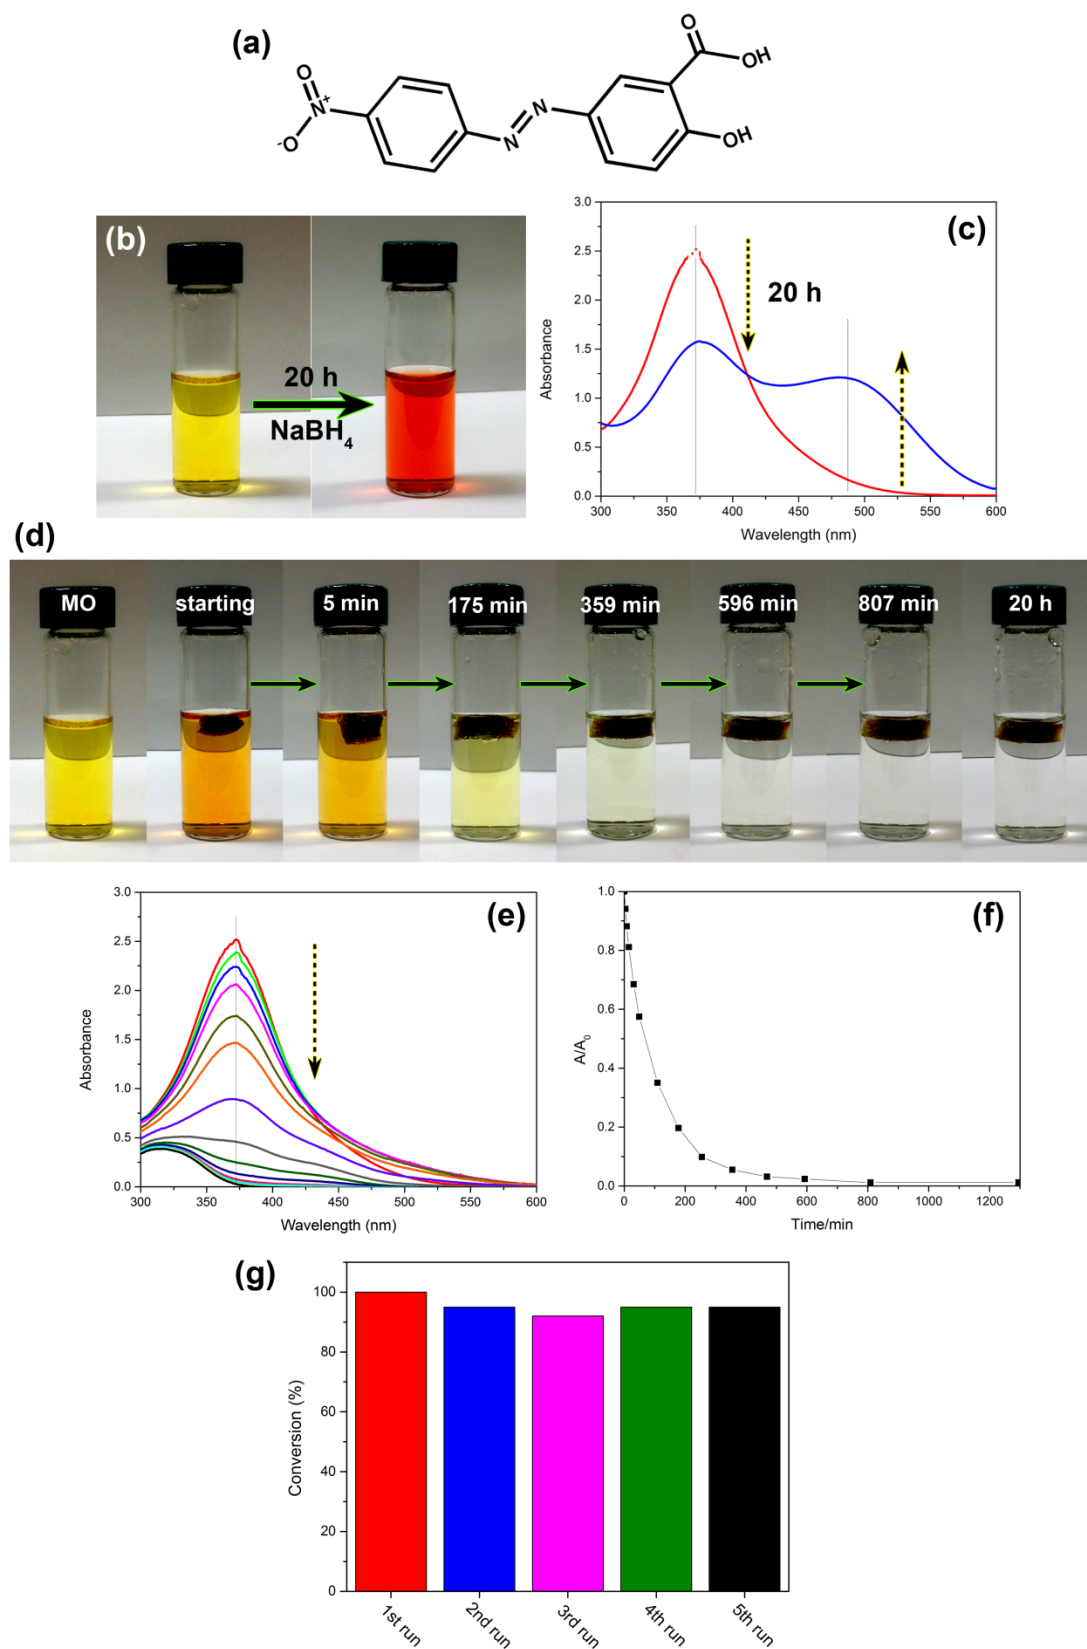 (a)
O
N+
-O
N
N
O
OH
OH
(b)
20 h
NaBH4
(c)
3.0
2.5
2.0
1.5
1.0
0.5
0.0
300 350 400 450 500 550 600
Absorbance
Wavelength (nm)
20 h
(d)
MO starting 5 min 175 min 359 min 596 min 807 min 20 h
(e)
3.0
2.5
2.0
1.5
1.0
0.5
0.0
300 350 400 450 500 550 600
Absorbance
Wavelength (nm)
(f)
1.0
0.8
0.6
0.4
0.2
0.0
0 200 400 600 800 1000 1200
A/A0
Time/min
(g)
100
80
60
40
20
0
Conversion (%)
1st run 2nd run 3rd run 4th run 5th run